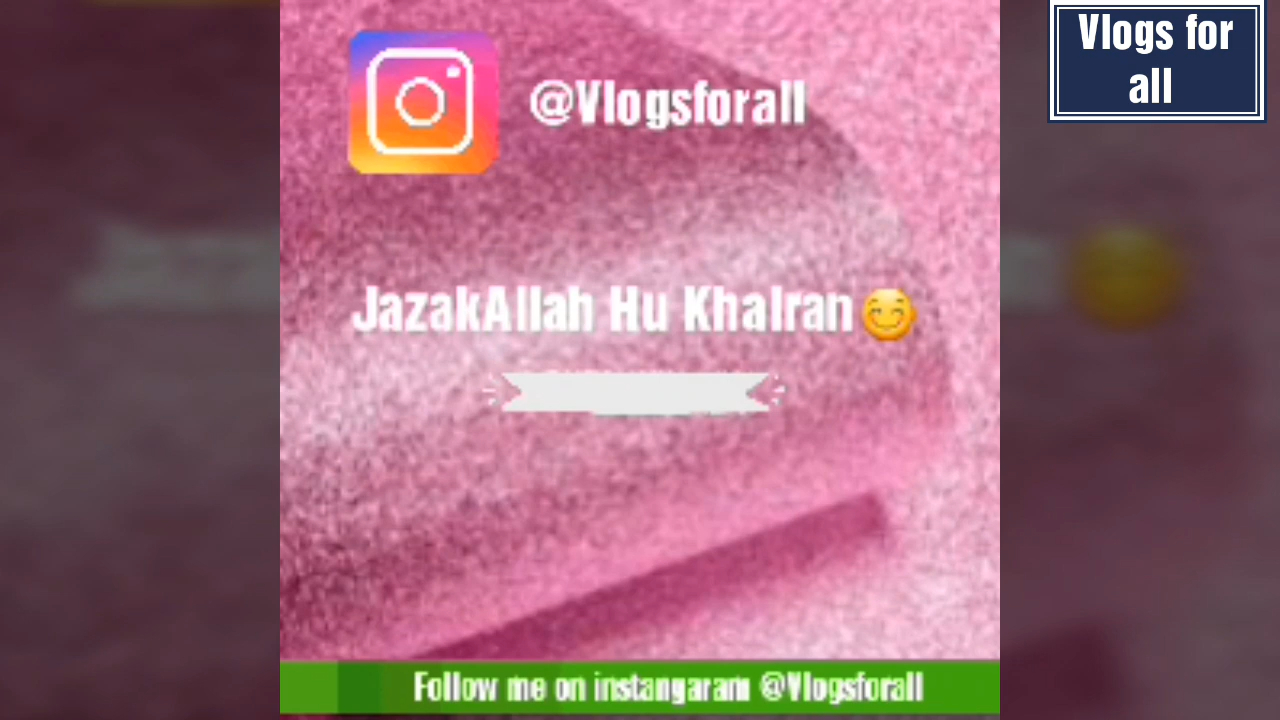 Vlogs for
all
@Vlogsforall
JazakAllah Hu KhaIran😊
Follow me on instangaram @Vlogsforall